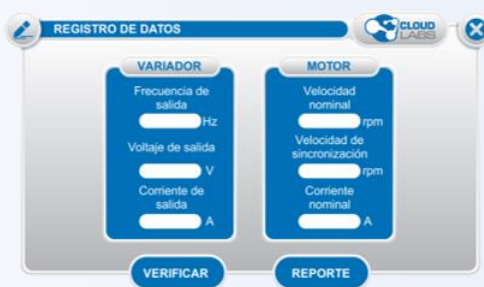 REGISTRO DE DATOS
CLOUD
LABS
VARIADOR
Frecuencia de
salida
Hz
Voltaje de salida
V
Corriente de
salida
A
MOTOR
Velocidad
nominal
rpm
Velocidad de
sincronización
rpm
Corriente
nominal
A
VERIFICAR
REPORTE